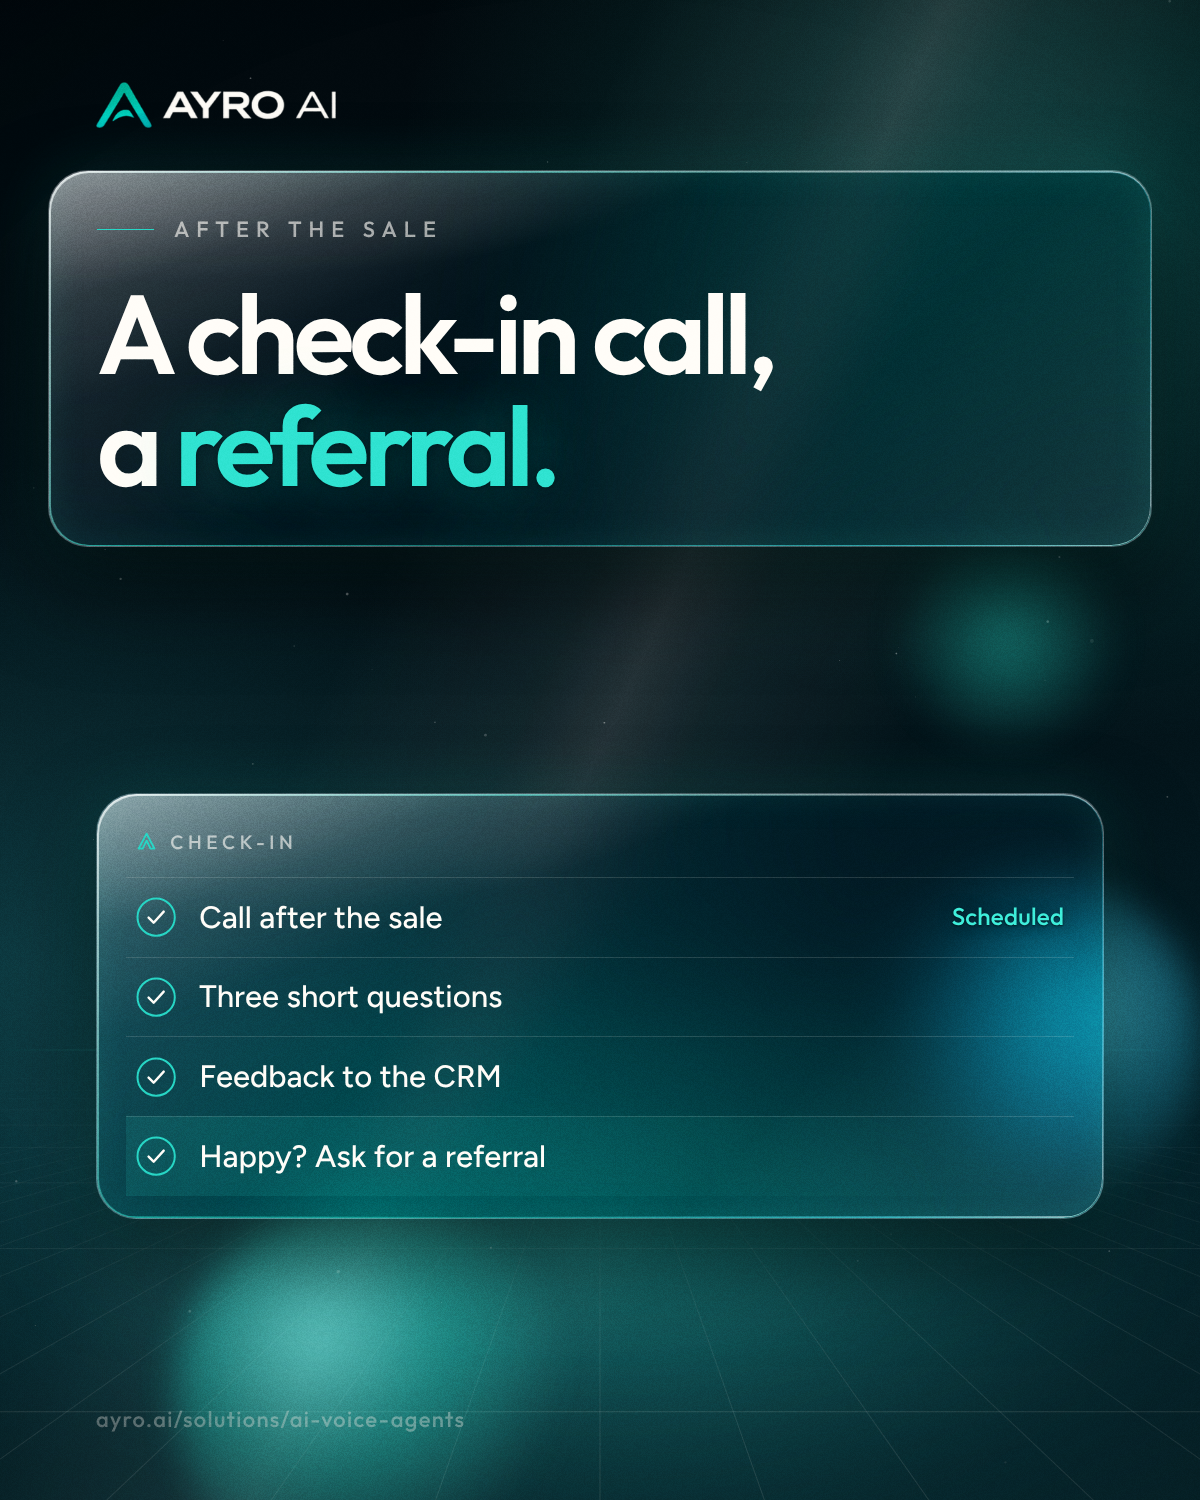 AYRO AI
AFTER THE SALE
A check-in call,
a referral.
CHECK-IN
Call after the sale
Scheduled
Three short questions
Feedback to the CRM
Happy? Ask for a referral
ayro.ai/solutions/ai-voice-agents